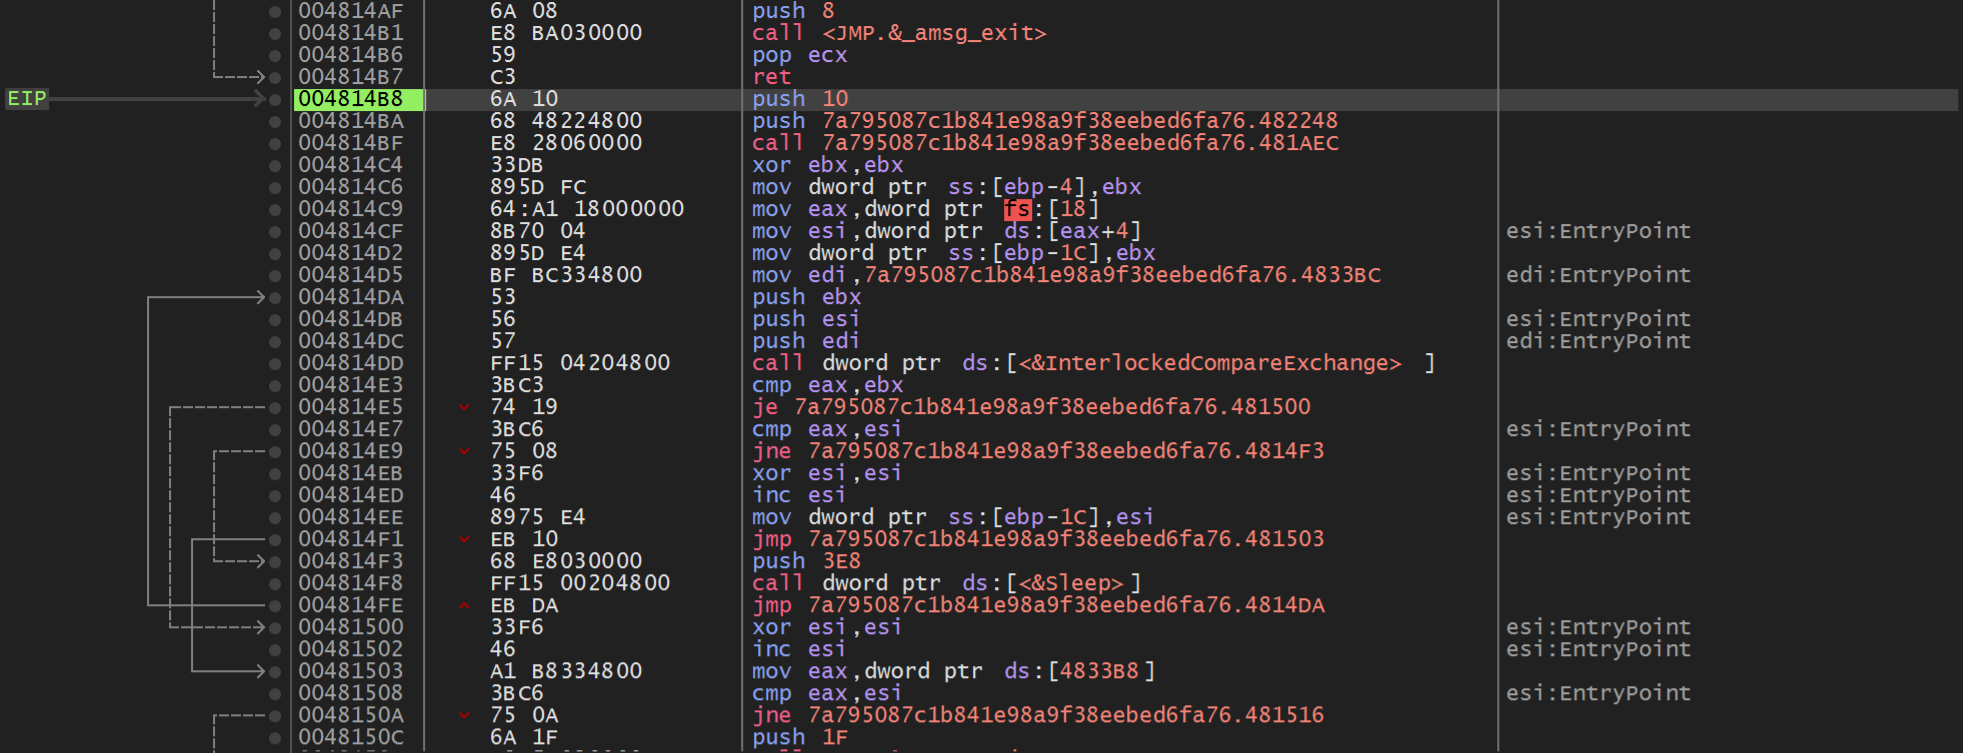 004814AF 6A 08 push 8
004814B1 E8 BA030000 call <JMP.&_amsg_exit>
004814B6 59 pop ecx
004814B7 C3 ret
EIP 004814B8 6A 10 push 10
004814BA 68 48224800 push 7a795087c1b841e98a9f38eebed6fa76.482248
004814BF E8 28060000 call 7a795087c1b841e98a9f38eebed6fa76.481AEC
004814C4 33DB xor ebx,ebx
004814C6 895D FC mov dword ptr ss:[ebp-4],ebx
004814C9 64:A1 18000000 mov eax,dword ptr fs:[18]
004814CF 8B70 04 mov esi,dword ptr ds:[eax+4] esi:EntryPoint
004814D2 895D E4 mov dword ptr ss:[ebp-1C],ebx
004814D5 BF BC334800 mov edi,7a795087c1b841e98a9f38eebed6fa76.4833BC edi:EntryPoint
004814DA 53 push ebx
004814DB 56 push esi esi:EntryPoint
004814DC 57 push edi edi:EntryPoint
004814DD FF15 04204800 call dword ptr ds:[<&InterlockedCompareExchange>]
004814E3 3BC3 cmp eax,ebx
004814E5 74 19 je 7a795087c1b841e98a9f38eebed6fa76.481500
004814E7 3BC6 cmp eax,esi esi:EntryPoint
004814E9 75 08 jne 7a795087c1b841e98a9f38eebed6fa76.4814F3
004814EB 33F6 xor esi,esi esi:EntryPoint
004814ED 46 inc esi esi:EntryPoint
004814EE 8975 E4 mov dword ptr ss:[ebp-1C],esi esi:EntryPoint
004814F1 EB 10 jmp 7a795087c1b841e98a9f38eebed6fa76.481503
004814F3 68 E8030000 push 3E8
004814F8 FF15 00204800 call dword ptr ds:[<&Sleep>]
004814FE EB DA jmp 7a795087c1b841e98a9f38eebed6fa76.4814DA
00481500 33F6 xor esi,esi esi:EntryPoint
00481502 46 inc esi esi:EntryPoint
00481503 A1 B8334800 mov eax,dword ptr ds:[4833B8]
00481508 3BC6 cmp eax,esi esi:EntryPoint
0048150A 75 0A jne 7a795087c1b841e98a9f38eebed6fa76.481516
0048150C 6A 1F push 1F